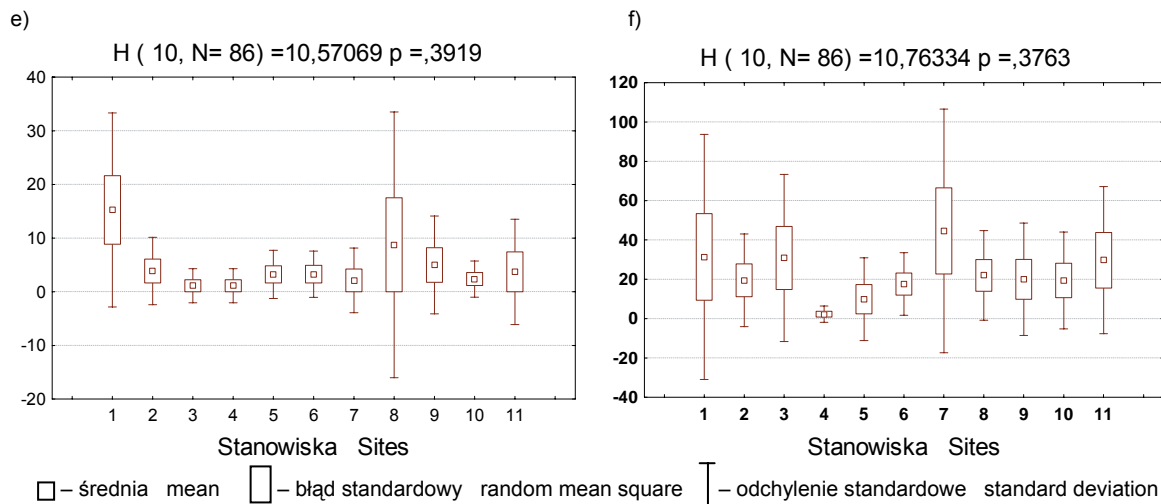 e)
H ( 10, N= 86) =10,57069 p =,3919
40
30
20
10
0
-10
-20
1 2 3 4 5 6 7 8 9 10 11
Stanowiska Sites
f)
H ( 10, N= 86) =10,76334 p =,3763
120
100
80
60
40
20
0
-20
-40
1 2 3 4 5 6 7 8 9 10 11
Stanowiska Sites
– średnia mean – błąd standardowy random mean square – odchylenie standardowe standard deviation